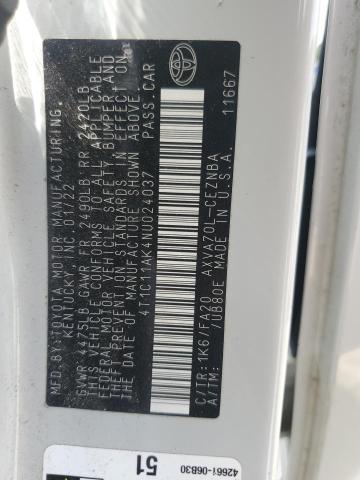 MFD.BY:TOYOTA MOTOR MANUFACTURING,
KENTUCKY, INC. 01/22
GVWR 4475LB GAWR FR 2490LB RR 2420LB
THIS VEHICLE CONFORMS TO ALL APPLICABLE
FEDERAL MOTOR VEHICLE SAFETY, BUMPER, AND
THEFT PREVENTION STANDARDS IN EFFECT ON
THE DATE OF MANUFACTURE SHOWN ABOVE.
4T1C11AK4NU024037 PASS.CAR
C/TR: 1K6/FA20 AXVA70L-CEZNBA
A/TM: /UB80E MADE IN U.S.A. 11667
TOYOTA
51
42661-06B30